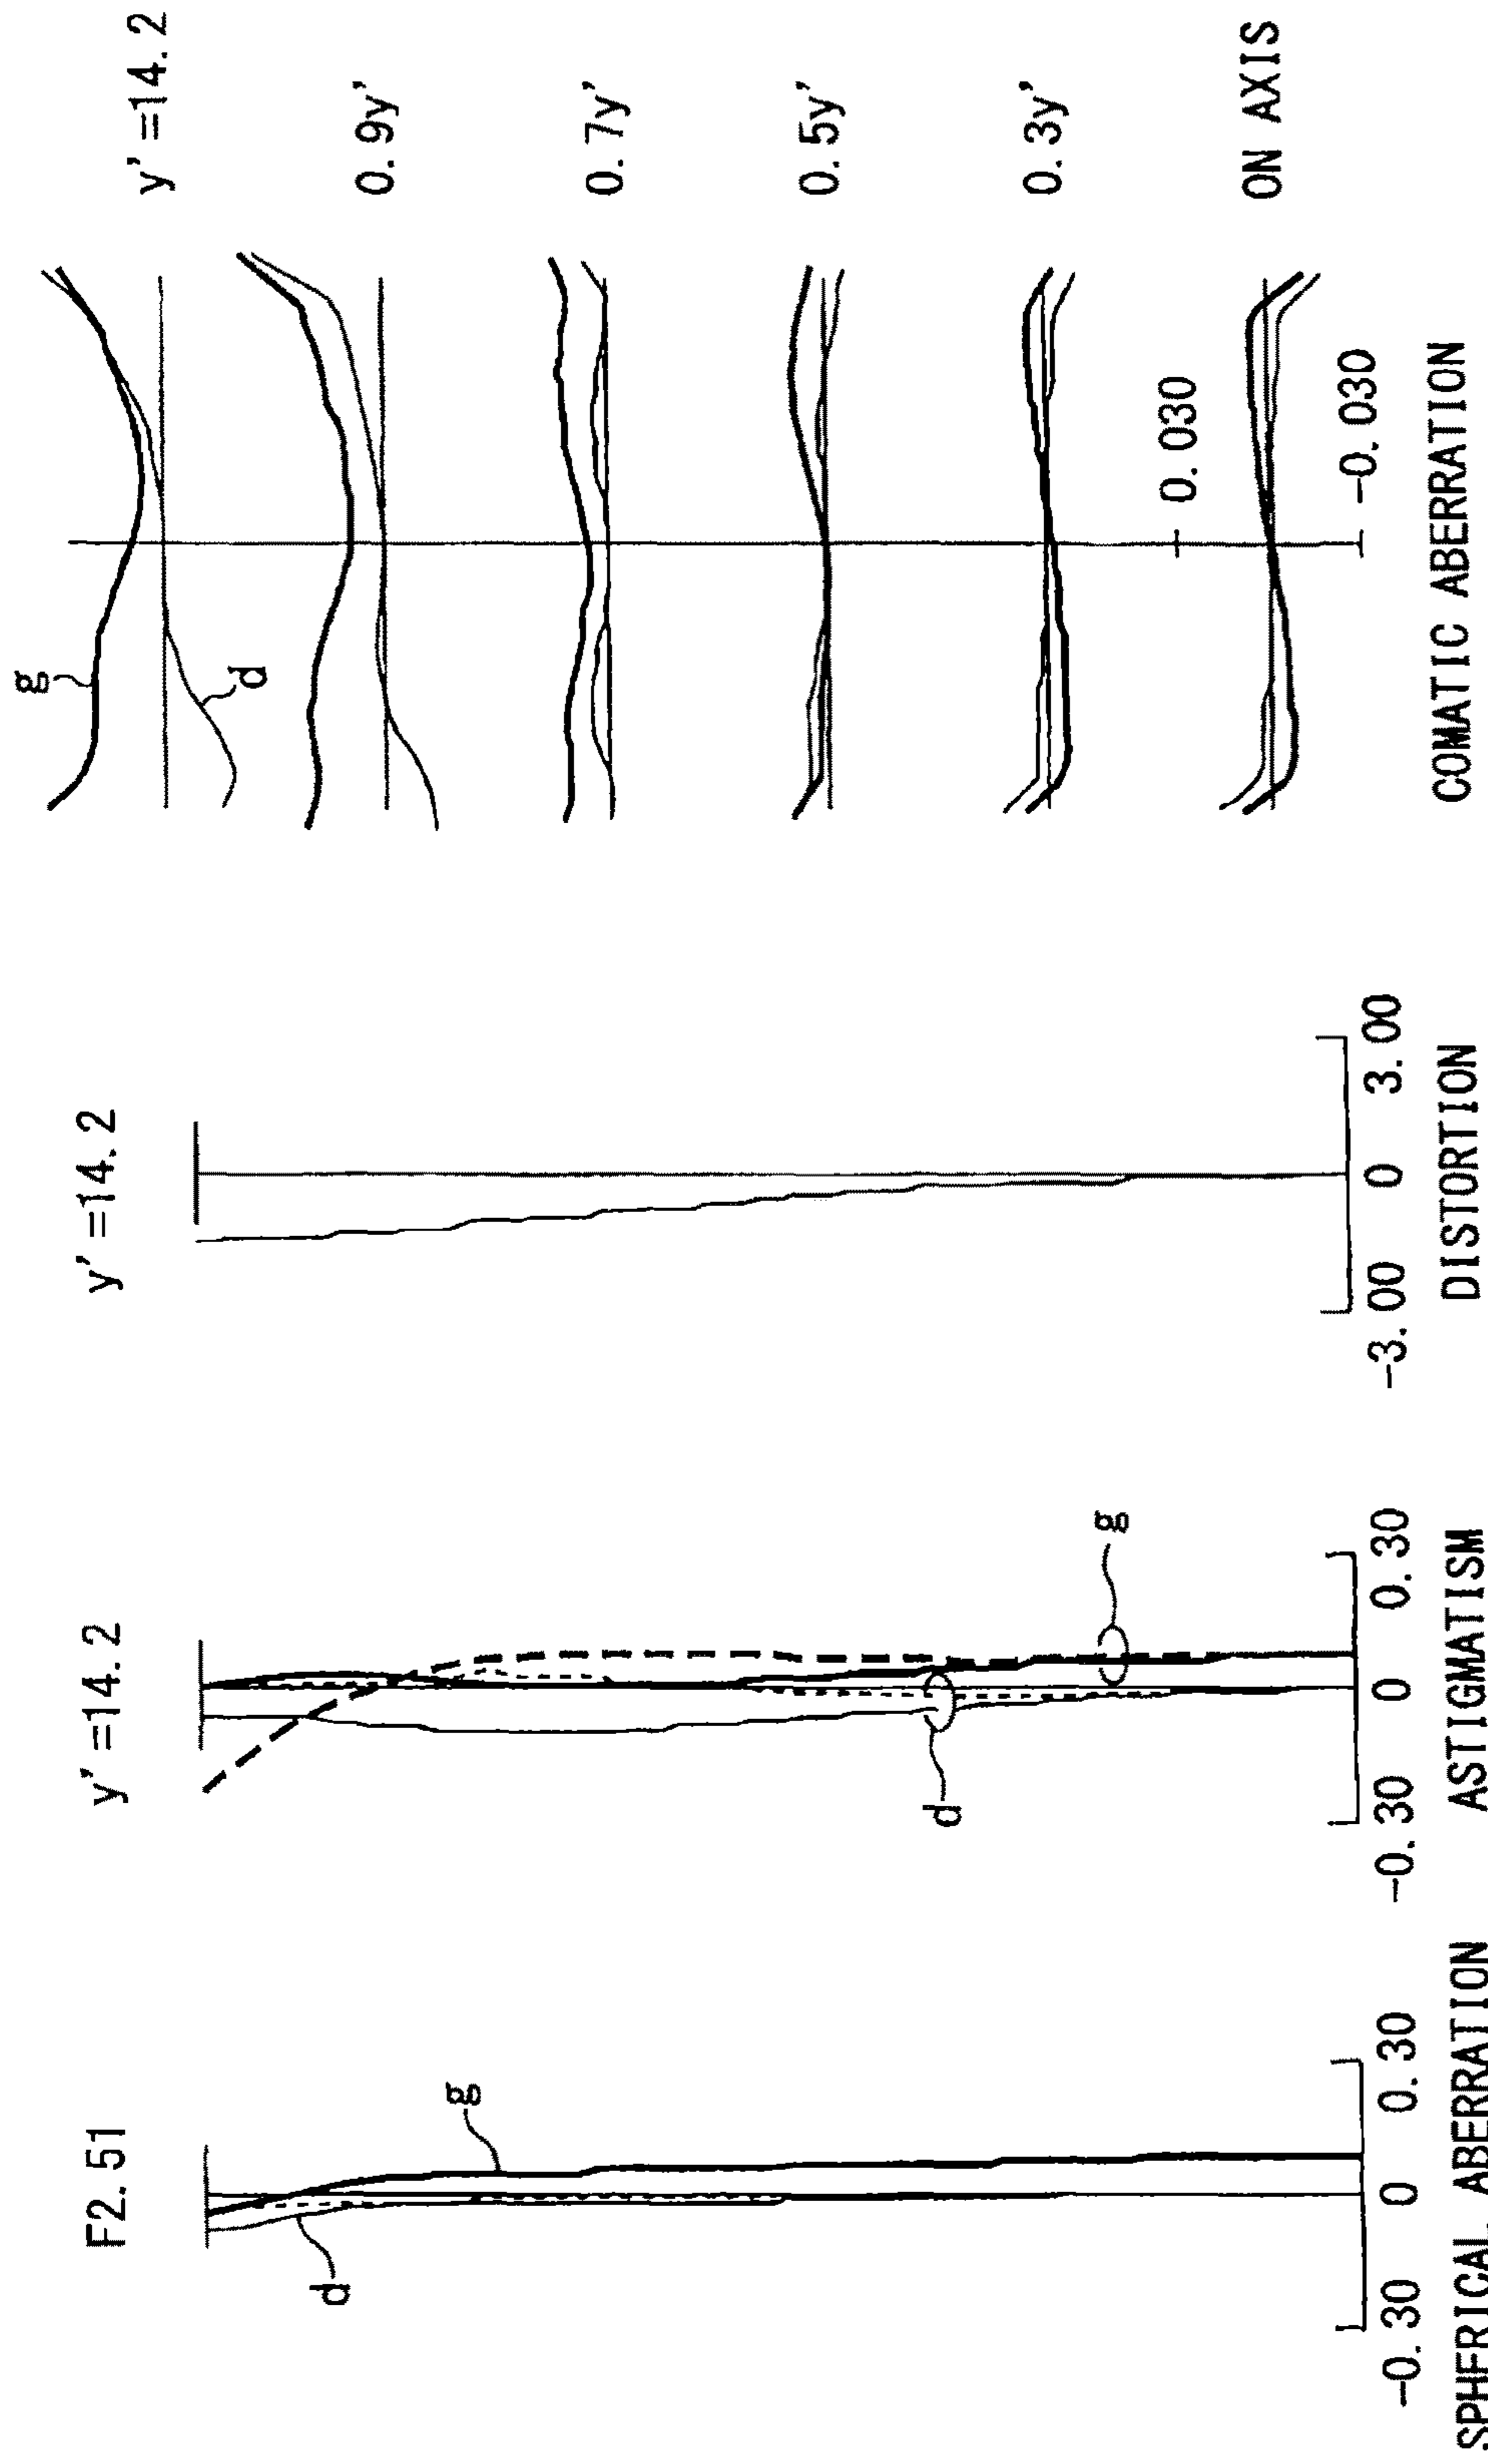 F2. 51
g
d
-0. 30
0
0. 30
SPHERICAL ABERRATION
y' =14. 2
g
d
-0. 30
0
0. 30
ASTIGMATISM
y' =14. 2
-3. 00
0
3. 00
DISTORTION
g
d
y' =14. 2
0. 9y'
0. 7y'
0. 5y'
0. 3y'
0. 030
ON AXIS
-0. 030
COMATIC ABERRATION